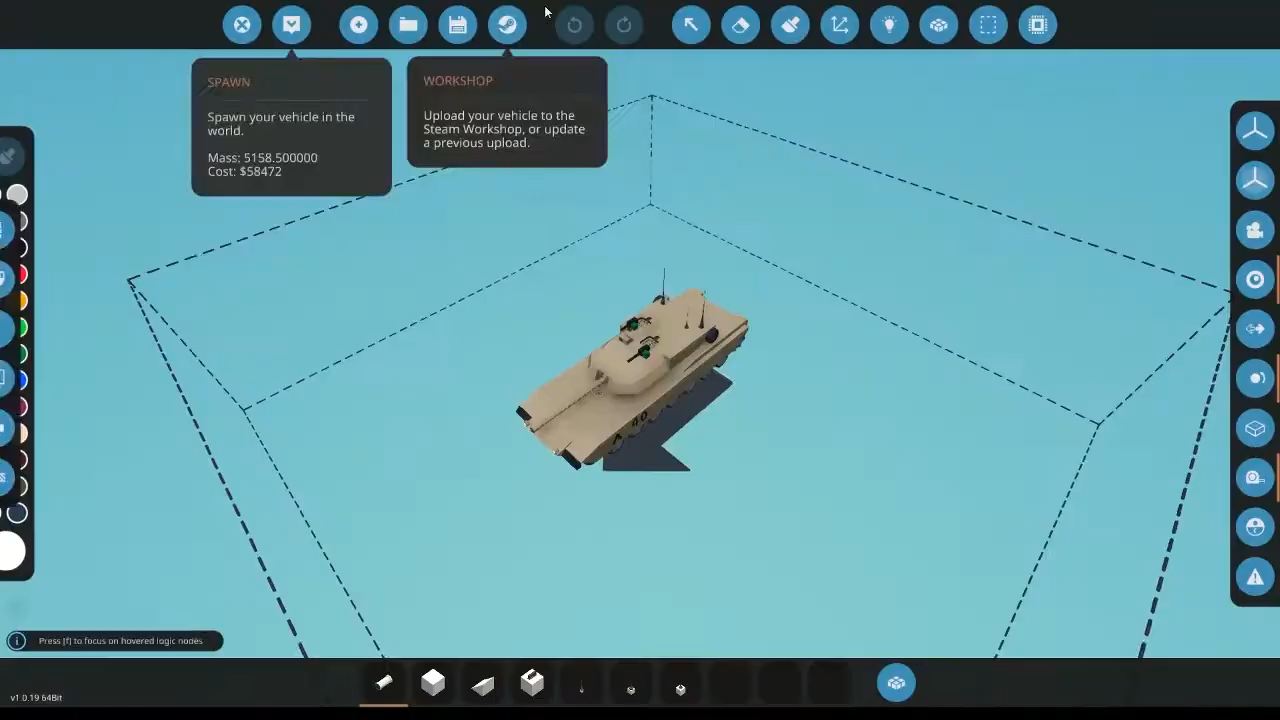 SPAWN
Spawn your vehicle in the
world.
Mass: 5158.500000
Cost: $58472
WORKSHOP
Upload your vehicle to the
Steam Workshop, or update
a previous upload.
40
Press [f] to focus on hovered logic nodes
v1.0.19 64Bit